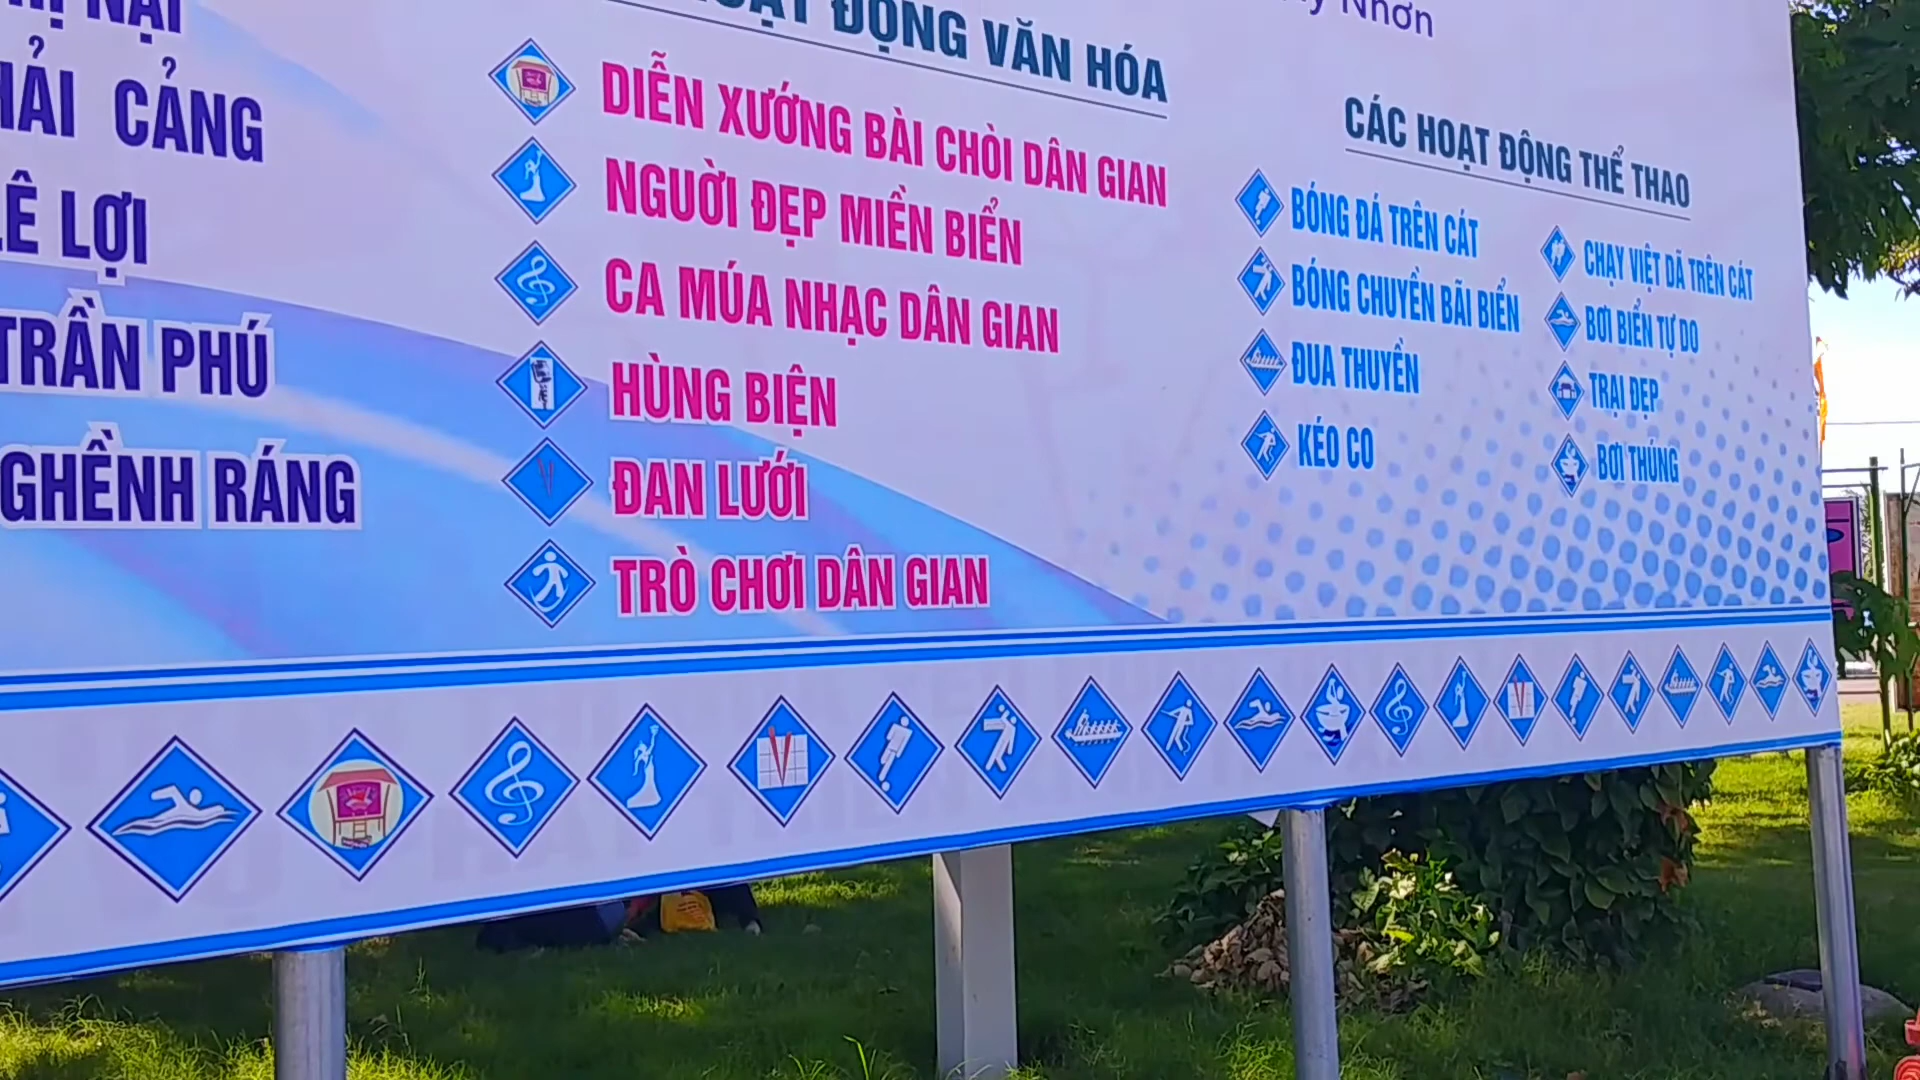 NẠI
HẢI CẢNG
LÊ LỢI
TRẦN PHÚ
GHỀNH RÁNG
HOẠT ĐỘNG VĂN HÓA
DIỄN XƯỚNG BÀI CHÒI DÂN GIAN
NGUỜI ĐẸP MIỀN BIỂN
CA MÚA NHẠC DÂN GIAN
HÙNG BIỆN
ĐAN LƯỚI
TRÒ CHƠI DÂN GIAN
Nhơn
CÁC HOẠT ĐỘNG THỂ THAO
BÓNG ĐÁ TRÊN CÁT
BÓNG CHUYỀN BÃI BIỂN
ĐUA THUYỀN
KÉO CO
CHẠY VIỆT DÃ TRÊN CÁT
BƠI BIỂN TỰ DO
TRẠI ĐẸP
BƠI THÚNG